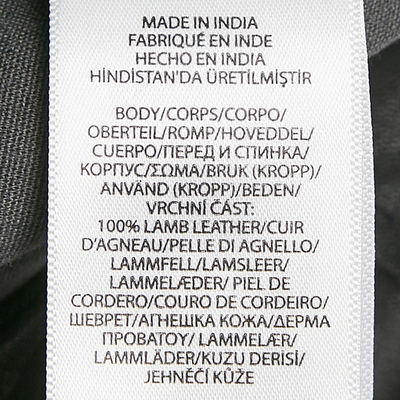 MADE IN INDIA
FABRIQUÉ EN INDE
HECHO EN INDIA
HİNDİSTAN'DA ÜRETİLMİŞTİR
BODY/CORPS/CORPO/
OBERTEIL/ROMP/HOVEDDEL/
CUERPO/ПЕРЕД И СПИНКА/
КОРПУС/ΣΩΜΑ/BRUK (KROPP)/
ANVÄND (KROPP)/BEDEN/
VRCHNÍ ČÁST:
100% LAMB LEATHER/CUIR
D'AGNEAU/PELLE DI AGNELLO/
LAMMFELL/LAMSLEER/
LAMMELÆDER/ PIEL DE
CORDERO/COURO DE CORDEIRO/
ШЕВРЕТ/АГНЕШКА КОЖА/ΔΕΡΜΑ
ΠΡΟΒΑΤΟΥ/ LAMMELÆR/
LAMMLÄDER/KUZU DERİSİ/
JEHNĚČÍ KŮŽE